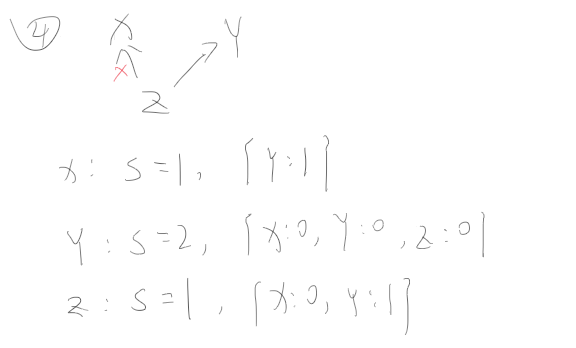 ④ X Y
x
Z
X: S=1, [Y:1]
Y: S=2, [X:0, Y:0, Z:0]
Z: S=1, [X:0, Y:1]